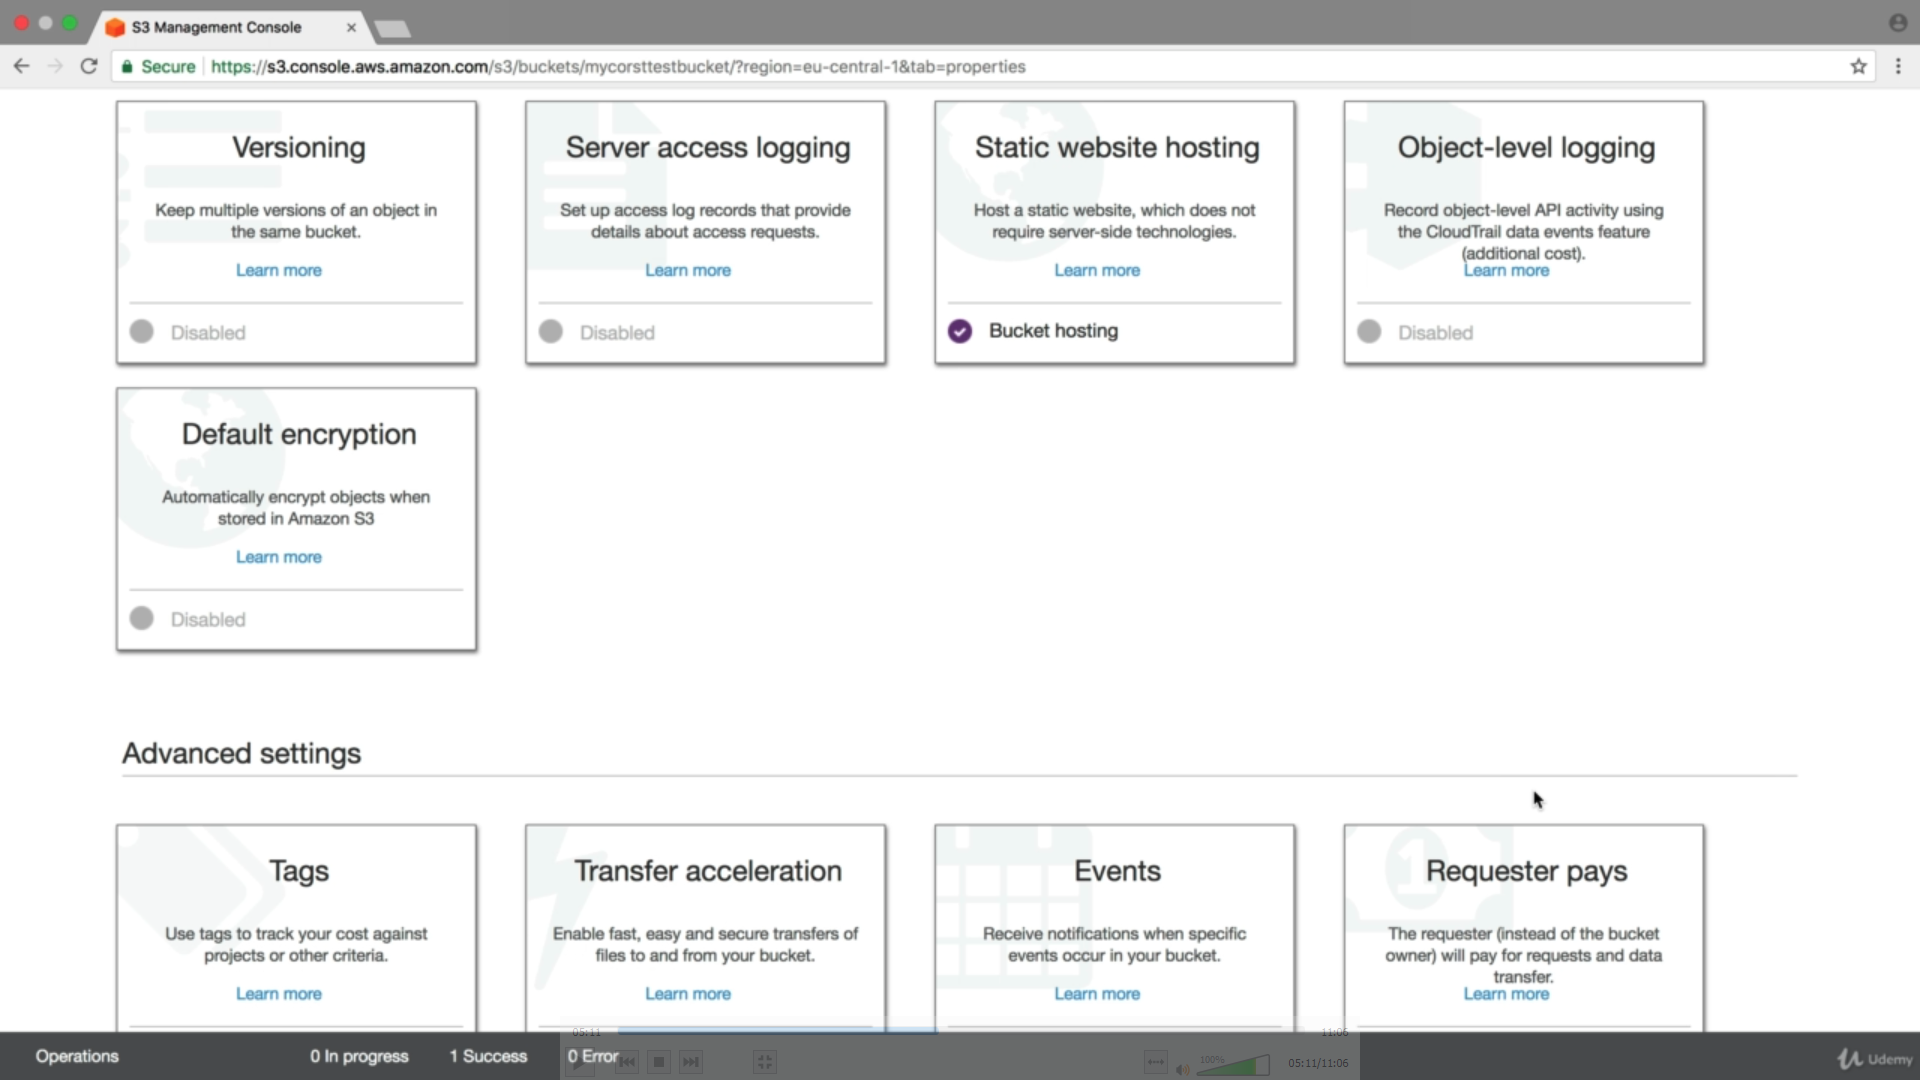 S3 Management Console
Secure https://s3.console.aws.amazon.com/s3/buckets/mycorsttestbucket/?region=eu-central-1&tab=properties
Versioning
Keep multiple versions of an object in
the same bucket.
Learn more
Disabled
Server access logging
Set up access log records that provide
details about access requests.
Learn more
Disabled
Static website hosting
Host a static website, which does not
require server-side technologies.
Learn more
Bucket hosting
Object-level logging
Record object-level API activity using
the CloudTrail data events feature
(additional cost).
Learn more
Disabled
Default encryption
Automatically encrypt objects when
stored in Amazon S3
Learn more
Disabled
Advanced settings
Tags
Use tags to track your cost against
projects or other criteria.
Learn more
Transfer acceleration
Enable fast, easy and secure transfers of
files to and from your bucket.
Learn more
Events
Receive notifications when specific
events occur in your bucket.
Learn more
1
Requester pays
The requester (instead of the bucket
owner) will pay for requests and data
transfer.
Learn more
05:11 11:06
Operations 0 In progress 1 Success 0 Error
100% 05:11/11:06
Udemy